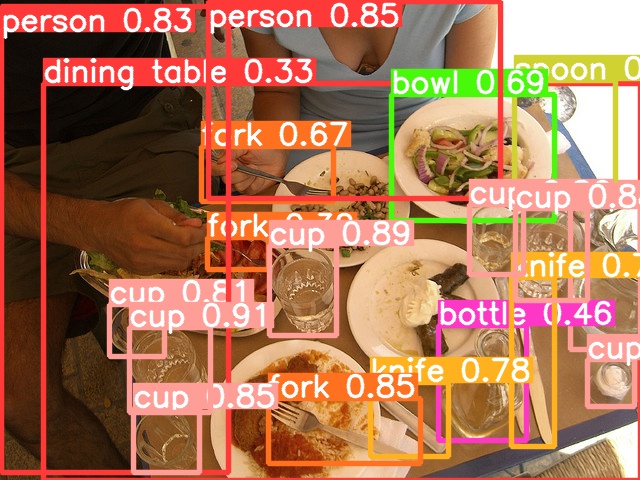 person 0.83
person 0.85
dining table 0.33
bowl 0.69
spoon 0
fork 0.67
cup
cup 0.8
fork
cup 0.89
knife 0.7
cup 0.81
cup 0.91
bottle 0.46
cup
knife 0.78
cup 0.85
fork 0.85